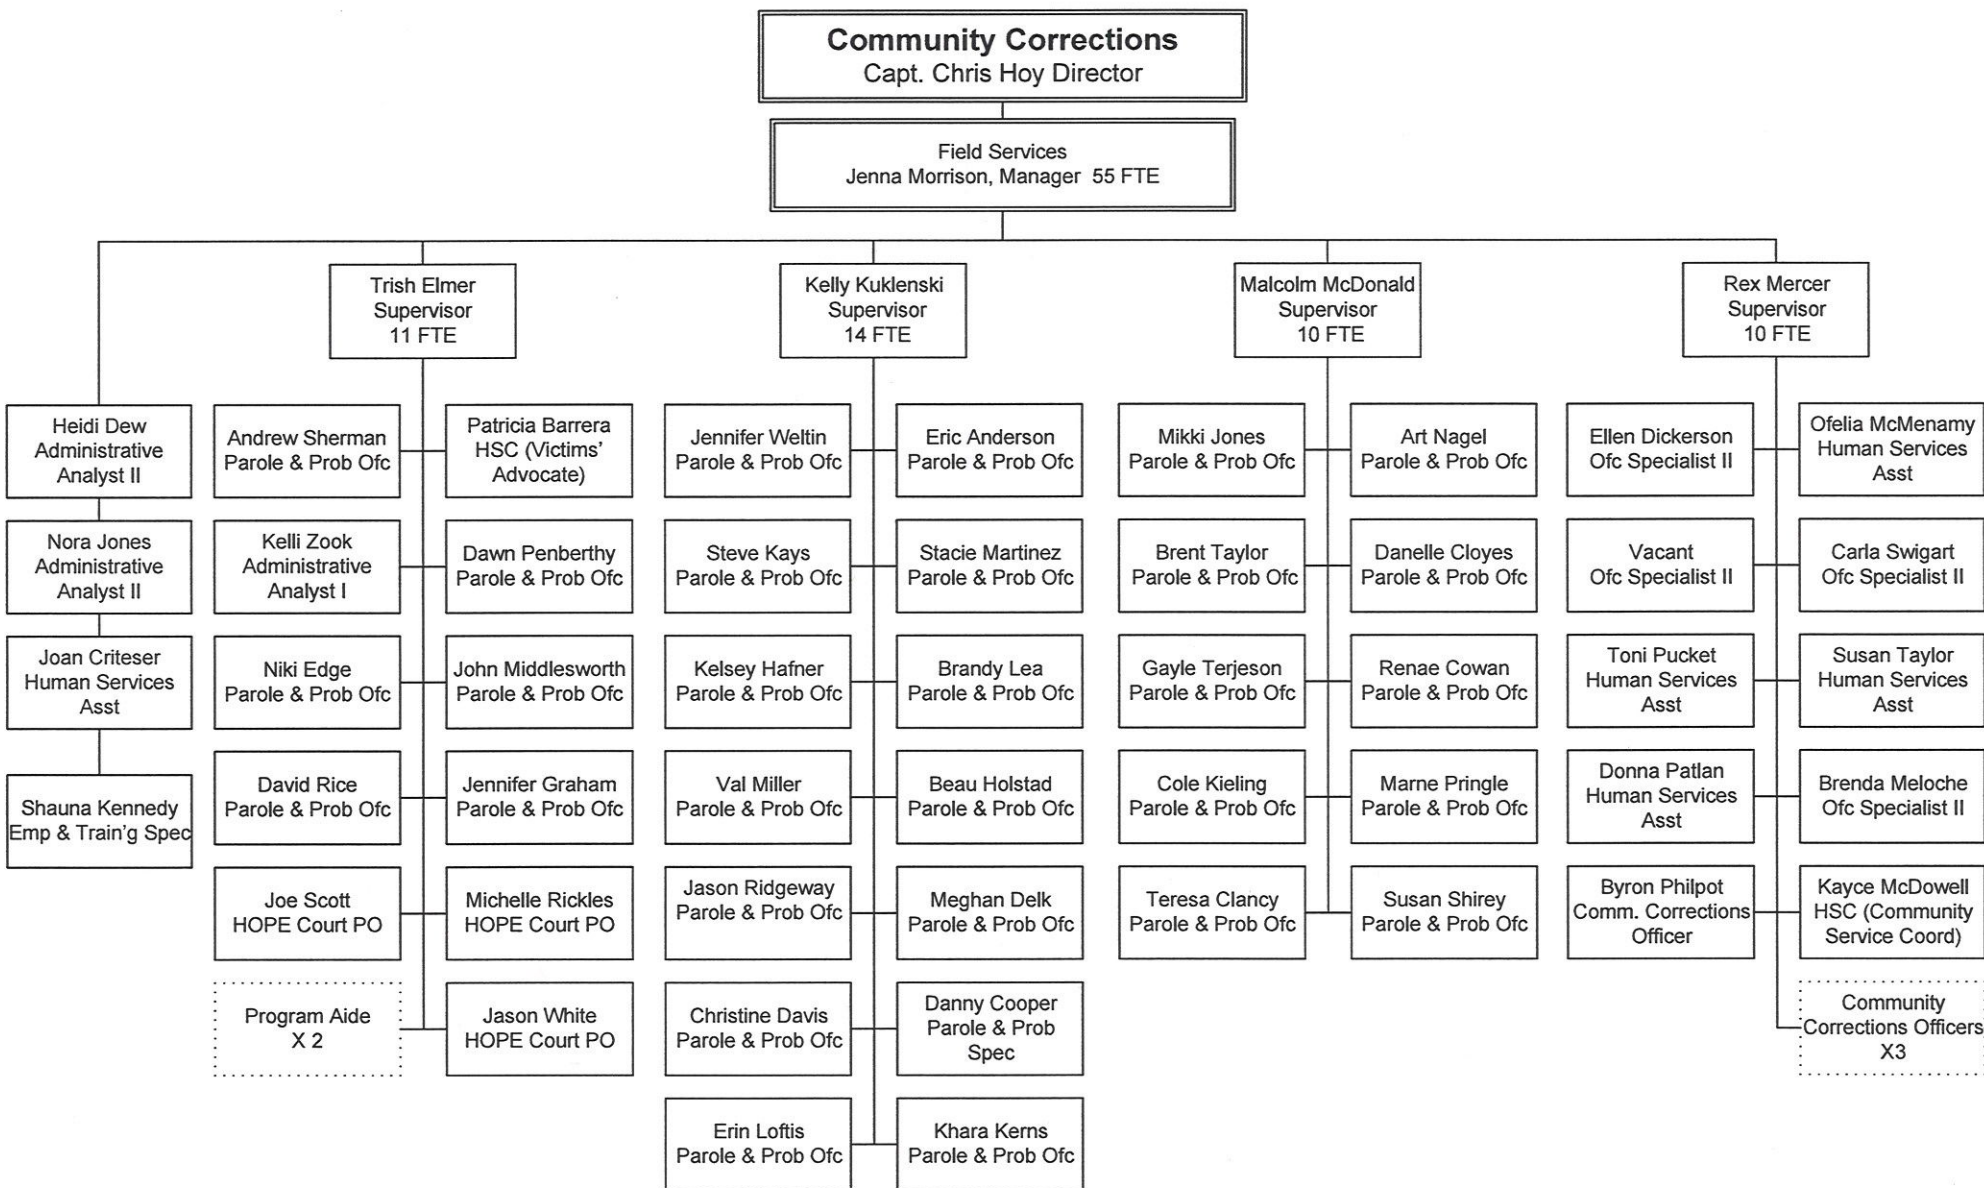 Community Corrections
Capt. Chris Hoy Director
Field Services
Jenna Morrison, Manager 55 FTE
Trish Elmer
Supervisor
11 FTE
Kelly Kuklenski
Supervisor
14 FTE
Malcolm McDonald
Supervisor
10 FTE
Rex Mercer
Supervisor
10 FTE
Heidi Dew
Administrative
Analyst II
Nora Jones
Administrative
Analyst II
Joan Criteser
Human Services
Asst
Shauna Kennedy
Emp & Train'g Spec
Andrew Sherman
Parole & Prob Ofc
Patricia Barrera
HSC (Victims'
Advocate)
Kelli Zook
Administrative
Analyst I
Dawn Penberthy
Parole & Prob Ofc
Niki Edge
Parole & Prob Ofc
John Middlesworth
Parole & Prob Ofc
David Rice
Parole & Prob Ofc
Jennifer Graham
Parole & Prob Ofc
Joe Scott
HOPE Court PO
Michelle Rickles
HOPE Court PO
Program Aide
X 2
Jason White
HOPE Court PO
Jennifer Weltin
Parole & Prob Ofc
Eric Anderson
Parole & Prob Ofc
Steve Kays
Parole & Prob Ofc
Stacie Martinez
Parole & Prob Ofc
Kelsey Hafner
Parole & Prob Ofc
Brandy Lea
Parole & Prob Ofc
Val Miller
Parole & Prob Ofc
Beau Holstad
Parole & Prob Ofc
Jason Ridgeway
Parole & Prob Ofc
Meghan Delk
Parole & Prob Ofc
Christine Davis
Parole & Prob Ofc
Danny Cooper
Parole & Prob
Spec
Erin Loftis
Parole & Prob Ofc
Khara Kerns
Parole & Prob Ofc
Mikki Jones
Parole & Prob Ofc
Art Nagel
Parole & Prob Ofc
Brent Taylor
Parole & Prob Ofc
Danelle Cloyes
Parole & Prob Ofc
Gayle Terjeson
Parole & Prob Ofc
Renae Cowan
Parole & Prob Ofc
Cole Kieling
Parole & Prob Ofc
Marne Pringle
Parole & Prob Ofc
Teresa Clancy
Parole & Prob Ofc
Susan Shirey
Parole & Prob Ofc
Ellen Dickerson
Ofc Specialist II
Ofelia McMenamy
Human Services
Asst
Vacant
Ofc Specialist II
Carla Swigart
Ofc Specialist II
Toni Pucket
Human Services
Asst
Susan Taylor
Human Services
Asst
Donna Patlan
Human Services
Asst
Brenda Meloche
Ofc Specialist II
Byron Philpot
Comm. Corrections
Officer
Kayce McDowell
HSC (Community
Service Coord)
Community
Corrections Officers
X3